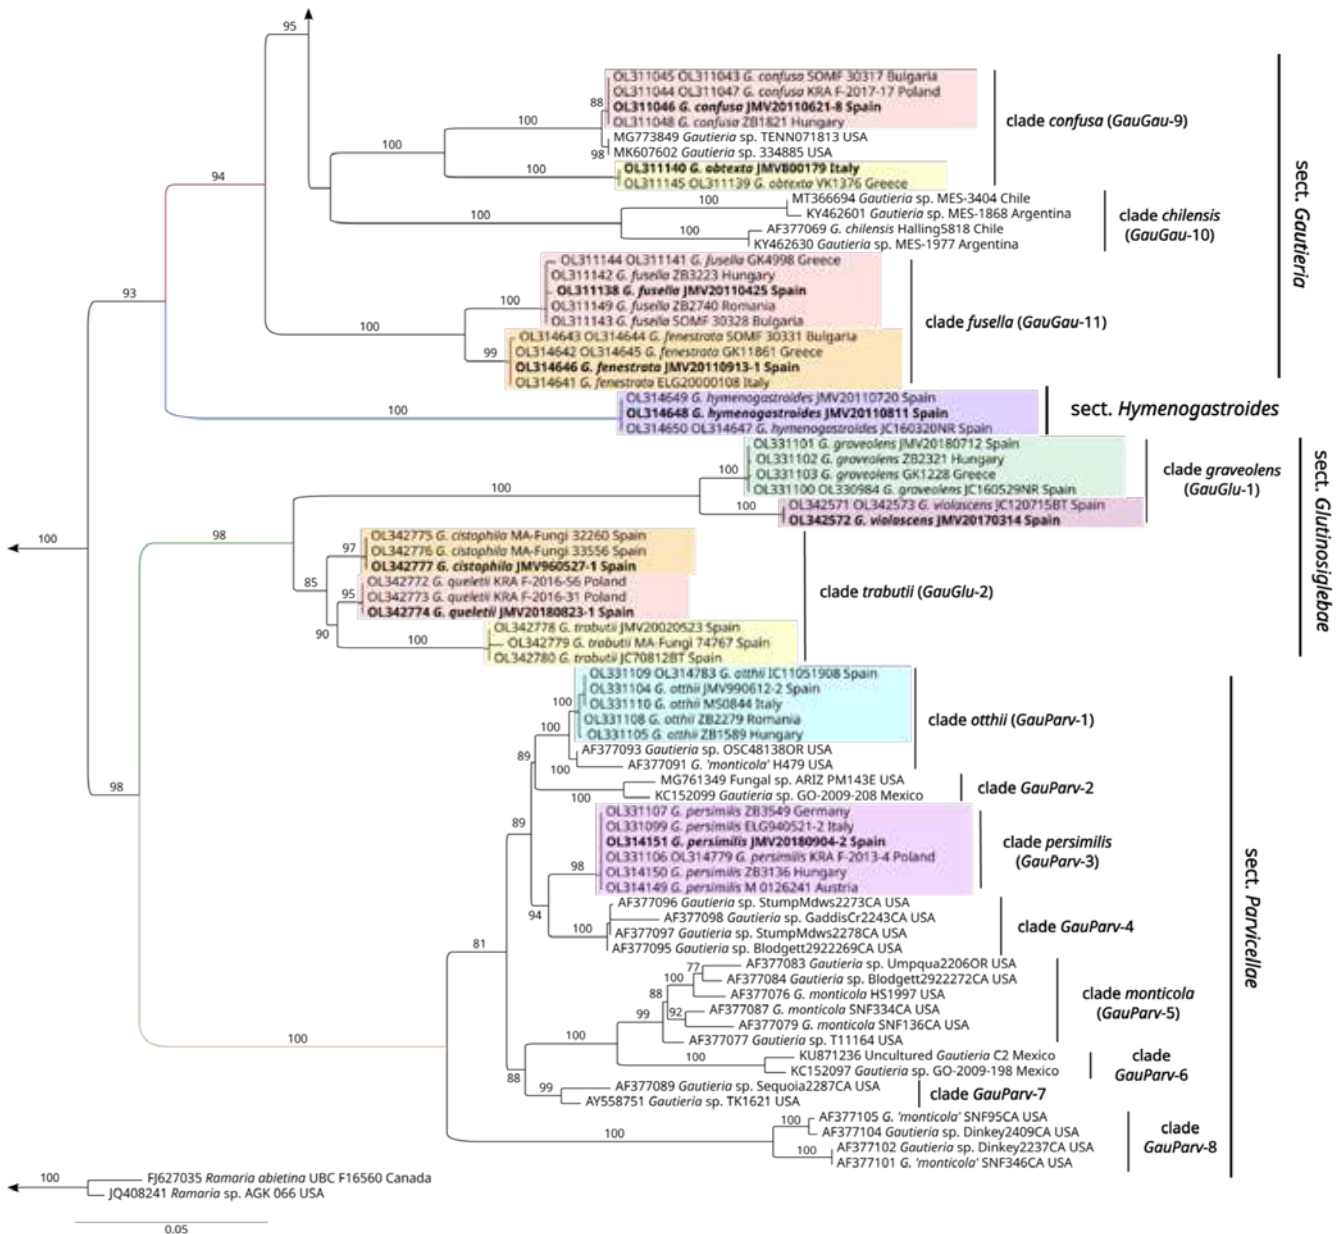 95
OL311045 OL311043 G. confusa SOMF 30317 Bulgaria
OL311044 OL311047 G. confusa KRA F-2017-17 Poland
88
OL311046 G. confusa JMV20110621-8 Spain
OL311048 G. confusa ZB1821 Hungary
100
clade confusa (GauGau-9)
MG773849 Gautieria sp. TENN071813 USA
98
MK607602 Gautieria sp. 334885 USA
100
OL311140 G. obtexta JMV800179 Italy
100
OL311145 OL311139 G. obtexta VK1376 Greece
94
MT366694 Gautieria sp. MES-3404 Chile
100
KY462601 Gautieria sp. MES-1868 Argentina
100
AF377069 G. chilensis Halling5818 Chile
100
KY462630 Gautieria sp. MES-1977 Argentina
clade chilensis
(GauGau-10)
sect. Gautieria
OL311144 OL311141 G. fusella GK4998 Greece
OL311142 G. fusella ZB3223 Hungary
OL311138 G. fusella JMV20110425 Spain
93
100
OL311149 G. fusella ZB2740 Romania
OL311143 G. fusella SOMF 30328 Bulgaria
clade fusella (GauGau-11)
100
OL314643 OL314644 G. fenestrata SOMF 30331 Bulgaria
OL314642 OL314645 G. fenestrata GK11861 Greece
99
OL314646 G. fenestrata JMV20110913-1 Spain
OL314641 G. fenestrata ELG20000108 Italy
OL314649 G. hymenogastroides JMV20110720 Spain
100
OL314648 G. hymenogastroides JMV20110811 Spain
OL314650 OL314647 G. hymenogastroides JC160320NR Spain
sect. Hymenogastroides
OL331101 G. graveolens JMV20180712 Spain
OL331102 G. graveolens ZB2321 Hungary
100
OL331103 G. graveolens GK1228 Greece
OL331100 OL330984 G. graveolens JC160529NR Spain
100
clade graveolens
(GauGlu-1)
100
OL342571 OL342573 G. violascens JC120715BT Spain
OL342572 G. violascens JMV20170314 Spain
sect. Glutinosiglebae
100
98
OL342775 G. cistophila MA-Fungi 32260 Spain
97
OL342776 G. cistophila MA-Fungi 33556 Spain
OL342777 G. cistophila JMV960527-1 Spain
85
OL342772 G. queletii KRA F-2016-56 Poland
95
OL342773 G. queletii KRA F-2016-31 Poland
OL342774 G. queletii JMV20180823-1 Spain
clade trabutii (GauGlu-2)
90
OL342778 G. trabutii JMV20020523 Spain
100
OL342779 G. trabutii MA-Fungi 74767 Spain
OL342780 G. trabutii JC70812BT Spain
OL331109 OL314783 G. otthii IC11051908 Spain
OL331104 G. otthii JMV990612-2 Spain
100
OL331110 G. otthii MS0844 Italy
OL331108 G. otthii ZB2279 Romania
100
OL331105 G. otthii ZB1589 Hungary
clade otthii (GauParv-1)
AF377093 Gautieria sp. OSC48138OR USA
89
100
AF377091 G. 'monticola' H479 USA
98
MG761349 Fungal sp. ARIZ PM143E USA
100
KC152099 Gautieria sp. GO-2009-208 Mexico
clade GauParv-2
OL331107 G. persimilis ZB3549 Germany
89
OL331099 G. persimilis ELG940521-2 Italy
OL314151 G. persimilis JMV20180904-2 Spain
OL331106 OL314779 G. persimilis KRA F-2013-4 Poland
98
OL314150 G. persimilis ZB3136 Hungary
OL314149 G. persimilis M 0126241 Austria
clade persimilis
(GauParv-3)
AF377096 Gautieria sp. StumpMdws2273CA USA
94
AF377098 Gautieria sp. GaddisCr2243CA USA
100
AF377097 Gautieria sp. StumpMdws2278CA USA
AF377095 Gautieria sp. Blodgett2922269CA USA
clade GauParv-4
sect. Parvicellae
81
77
AF377083 Gautieria sp. Umpqua2206OR USA
100
AF377084 Gautieria sp. Blodgett2922272CA USA
88
AF377076 G. monticola HS1997 USA
92
AF377087 G. monticola SNF334CA USA
99
AF377079 G. monticola SNF136CA USA
AF377077 Gautieria sp. T11164 USA
clade monticola
(GauParv-5)
100
100
100
KU871236 Uncultured Gautieria C2 Mexico
KC152097 Gautieria sp. GO-2009-198 Mexico
clade
GauParv-6
88
99
AF377089 Gautieria sp. Sequoia2287CA USA
AY558751 Gautieria sp. TK1621 USA
clade GauParv-7
100
100
AF377105 G. 'monticola' SNF95CA USA
AF377104 Gautieria sp. Dinkey2409CA USA
100
AF377102 Gautieria sp. Dinkey2237CA USA
AF377101 G. 'monticola' SNF346CA USA
clade
GauParv-8
100
FJ627035 Ramaria abietina UBC F16560 Canada
JQ408241 Ramaria sp. AGK 066 USA
0.05